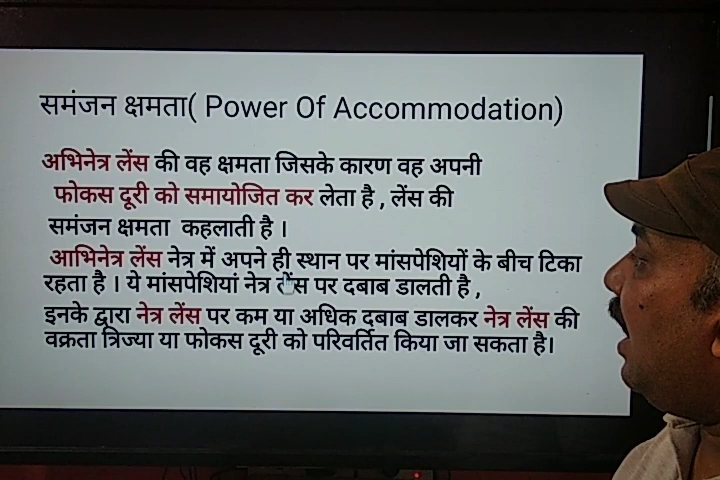 समंजन क्षमता( Power Of Accommodation)
अभिनेत्र लेंस की वह क्षमता जिसके कारण वह अपनी
फोकस दूरी को समायोजित कर लेता है , लेंस की
समंजन क्षमता कहलाती है ।
आभिनेत्र लेंस नेत्र में अपने ही स्थान पर मांसपेशियों के बीच टिका
रहता है । ये मांसपेशियां नेत्र लेंस पर दबाब डालती है ,
इनके द्वारा नेत्र लेंस पर कम या अधिक दबाब डालकर नेत्र लेंस की
वक्रता त्रिज्या या फोकस दूरी को परिवर्तित किया जा सकता है।